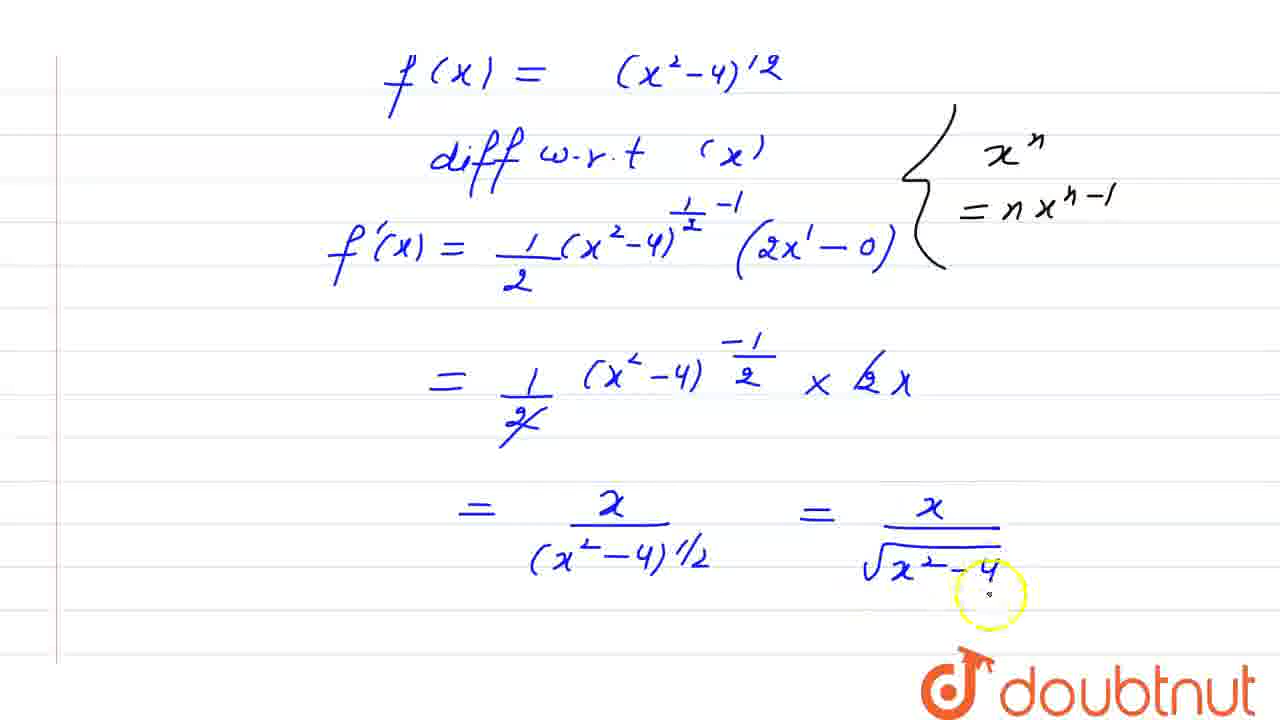 f(x) = (x² - 4)^1/2
diff w.r.t (x)
{ xⁿ
= n xⁿ⁻¹
f'(x) = 1/2 (x² - 4)^(1/2 - 1) (2x¹ - 0)
= 1/2 (x² - 4)^(-1/2) × 2x
= x/(x² - 4)^1/2 = x/√(x² - 4)
doubtnut